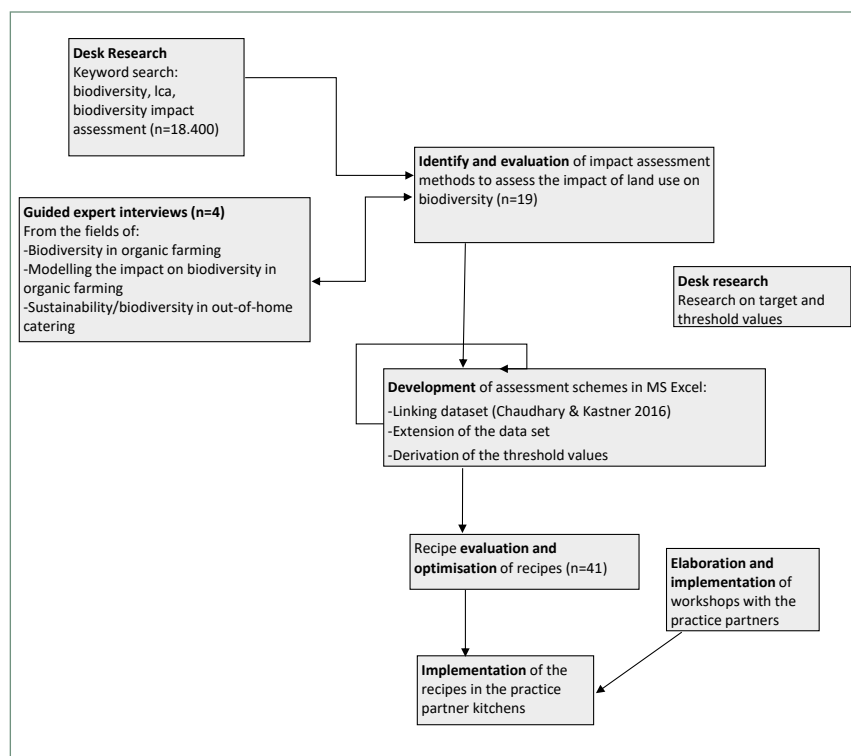 Desk Research
Keyword search:
biodiversity, lca,
biodiversity impact
assessment (n=18.400)
Identify and evaluation of impact assessment
methods to assess the impact of land use on
biodiversity (n=19)
Guided expert interviews (n=4)
From the fields of:
-Biodiversity in organic farming
-Modelling the impact on biodiversity in
organic farming
-Sustainability/biodiversity in out-of-home
catering
Desk research
Research on target and
threshold values
Development of assessment schemes in MS Excel:
-Linking dataset (Chaudhary & Kastner 2016)
-Extension of the data set
-Derivation of the threshold values
Recipe evaluation and
optimisation of recipes (n=41)
Elaboration and
implementation of
workshops with the
practice partners
Implementation of the
recipes in the practice
partner kitchens